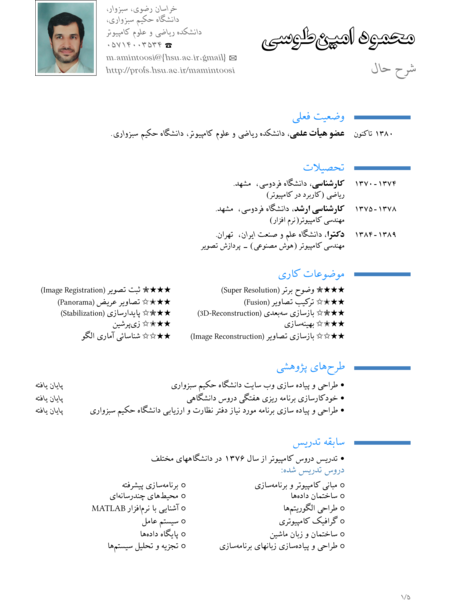 محمود امین‌طوسی
شرح حال
خراسان رضوی، سبزوار،
دانشگاه حکیم سبزواری،
دانشکده ریاضی و علوم کامپیوتر
☎ ۰۵۷۱۴۰۰۳۵۳۴
✉ m.amintoosi@{hsu.ac.ir,gmail}
http://profs.hsu.ac.ir/mamintoosi
وضعیت فعلی
۱۳۸۰ تاکنون عضو هیأت علمی، دانشکده ریاضی و علوم کامپیوتر، دانشگاه حکیم سبزواری.
تحصیلات
۱۳۷۰-۱۳۷۴ کارشناسی، دانشگاه فردوسی، مشهد.
ریاضی (کاربرد در کامپیوتر)
۱۳۷۵-۱۳۷۸ کارشناسی ارشد، دانشگاه فردوسی، مشهد.
مهندسی کامپیوتر(نرم افزار)
۱۳۸۴-۱۳۸۹ دکترا، دانشگاه علم و صنعت ایران، تهران.
مهندسی کامپیوتر (هوش مصنوعی) ـ پردازش تصویر
موضوعات کاری
★★★★ وضوح برتر (Super Resolution) ★★★★ ثبت تصویر (Image Registration)
★★★☆ ترکیب تصاویر (Fusion) ★★★☆ تصاویر عریض (Panorama)
★★★☆ بازسازی سه‌بعدی (3D-Reconstruction) ★★★☆ پایدارسازی (Stabilization)
★★★☆ بهینه‌سازی ★★★☆ زی‌پرشین
★★☆☆ بازسازی تصاویر (Image Reconstruction) ★★☆☆ شناسائی آماری الگو
طرح‌های پژوهشی
• طراحی و پیاده سازی وب سایت دانشگاه حکیم سبزواری پایان یافته
• خودکارسازی برنامه ریزی هفتگی دروس دانشگاهی پایان یافته
• طراحی و پیاده سازی برنامه مورد نیاز دفتر نظارت و ارزیابی دانشگاه حکیم سبزواری پایان یافته
سابقه تدریس
• تدریس دروس کامپیوتر از سال ۱۳۷۶ در دانشگاههای مختلف
دروس تدریس شده:
○ مبانی کامپیوتر و برنامه‌سازی ○ برنامه‌سازی پیشرفته
○ ساختمان داده‌ها ○ محیط‌های چندرسانه‌ای
○ طراحی الگوریتم‌ها ○ آشنایی با نرم‌افزار MATLAB
○ گرافیک کامپیوتری ○ سیستم عامل
○ ساختمان و زبان ماشین ○ پایگاه داده‌ها
○ طراحی و پیاده‌سازی زبانهای برنامه‌سازی ○ تجزیه و تحلیل سیستم‌ها
۱/۵